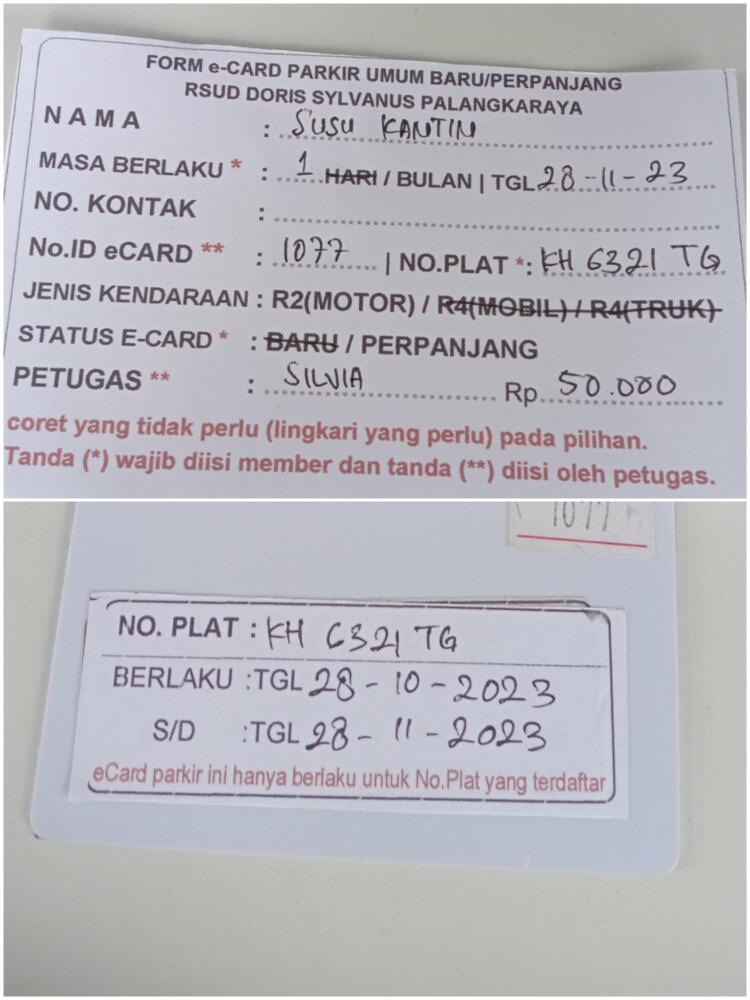 FORM e-CARD PARKIR UMUM BARU/PERPANJANG
RSUD DORIS SYLVANUS PALANGKARAYA
NAMA : SUSU KANTIN
MASA BERLAKU * : 1 HARI / BULAN | TGL 28-11-23
NO. KONTAK :
No.ID eCARD ** : 1077 | NO.PLAT *: KH 6321 TG
JENIS KENDARAAN : R2(MOTOR) / R4(MOBIL) / R4(TRUK)
STATUS E-CARD * : BARU / PERPANJANG
PETUGAS ** : SILVIA Rp. 50.000
coret yang tidak perlu (lingkari yang perlu) pada pilihan.
Tanda (*) wajib diisi member dan tanda (**) diisi oleh petugas.
1077
NO. PLAT : KH 6321 TG
BERLAKU : TGL 28-10-2023
S/D : TGL 28-11-2023
eCard parkir ini hanya berlaku untuk No.Plat yang terdaftar